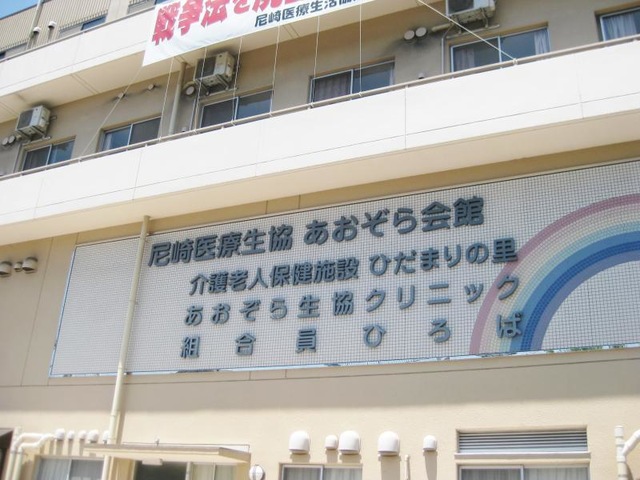 戦争法を廃
尼崎医療生活協
尼崎医療生協 あおぞら会館
介護老人保健施設 ひだまりの里
あおぞら生協クリニック
組合員ひろば